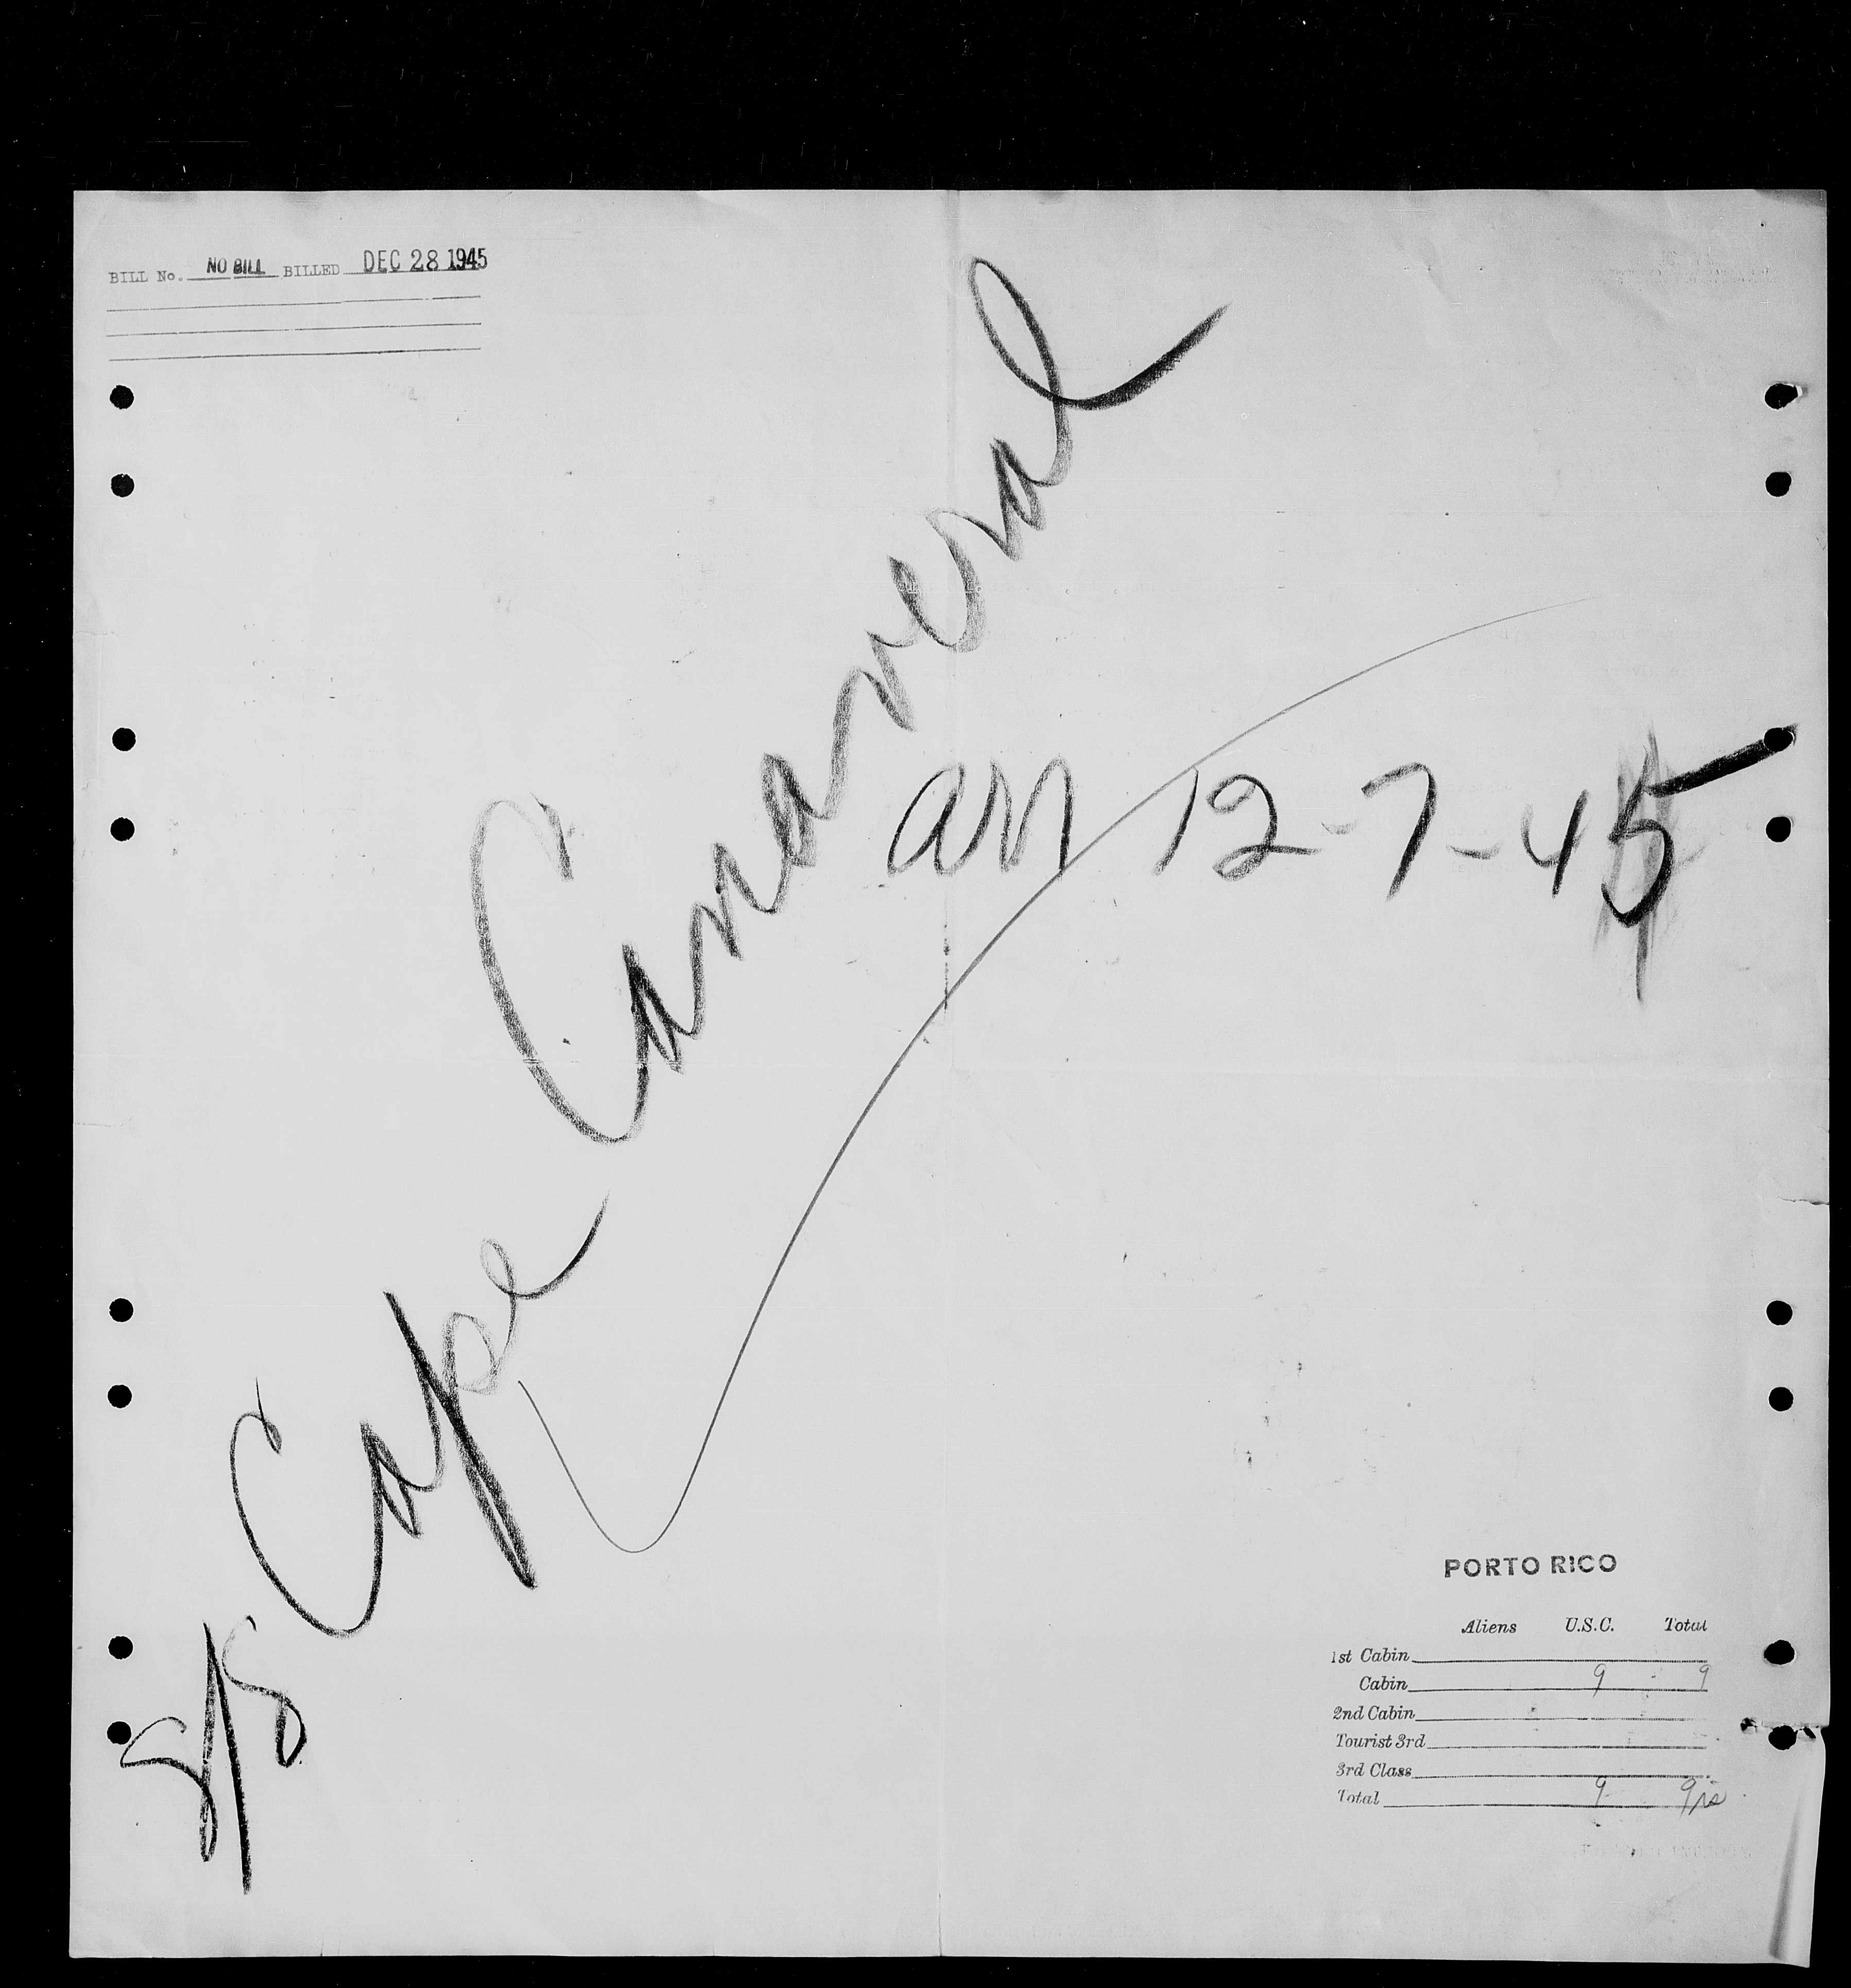 BILL No. NO BILL BILLED DEC 28 1945
S/S Cape Canaveral
arr 12-7-45
PORTO RICO
Aliens U.S.C. Total
1st Cabin
Cabin 9 9
2nd Cabin
Tourist 3rd
3rd Class
Total 9 9